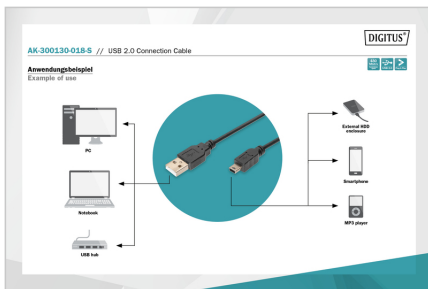 DIGITUS®
AK-300130-018-S // USB 2.0 Connection Cable
Anwendungsbeispiel
Example of use
PC
Notebook
USB hub
External HDD
enclosure
Smartphone
MP3 player